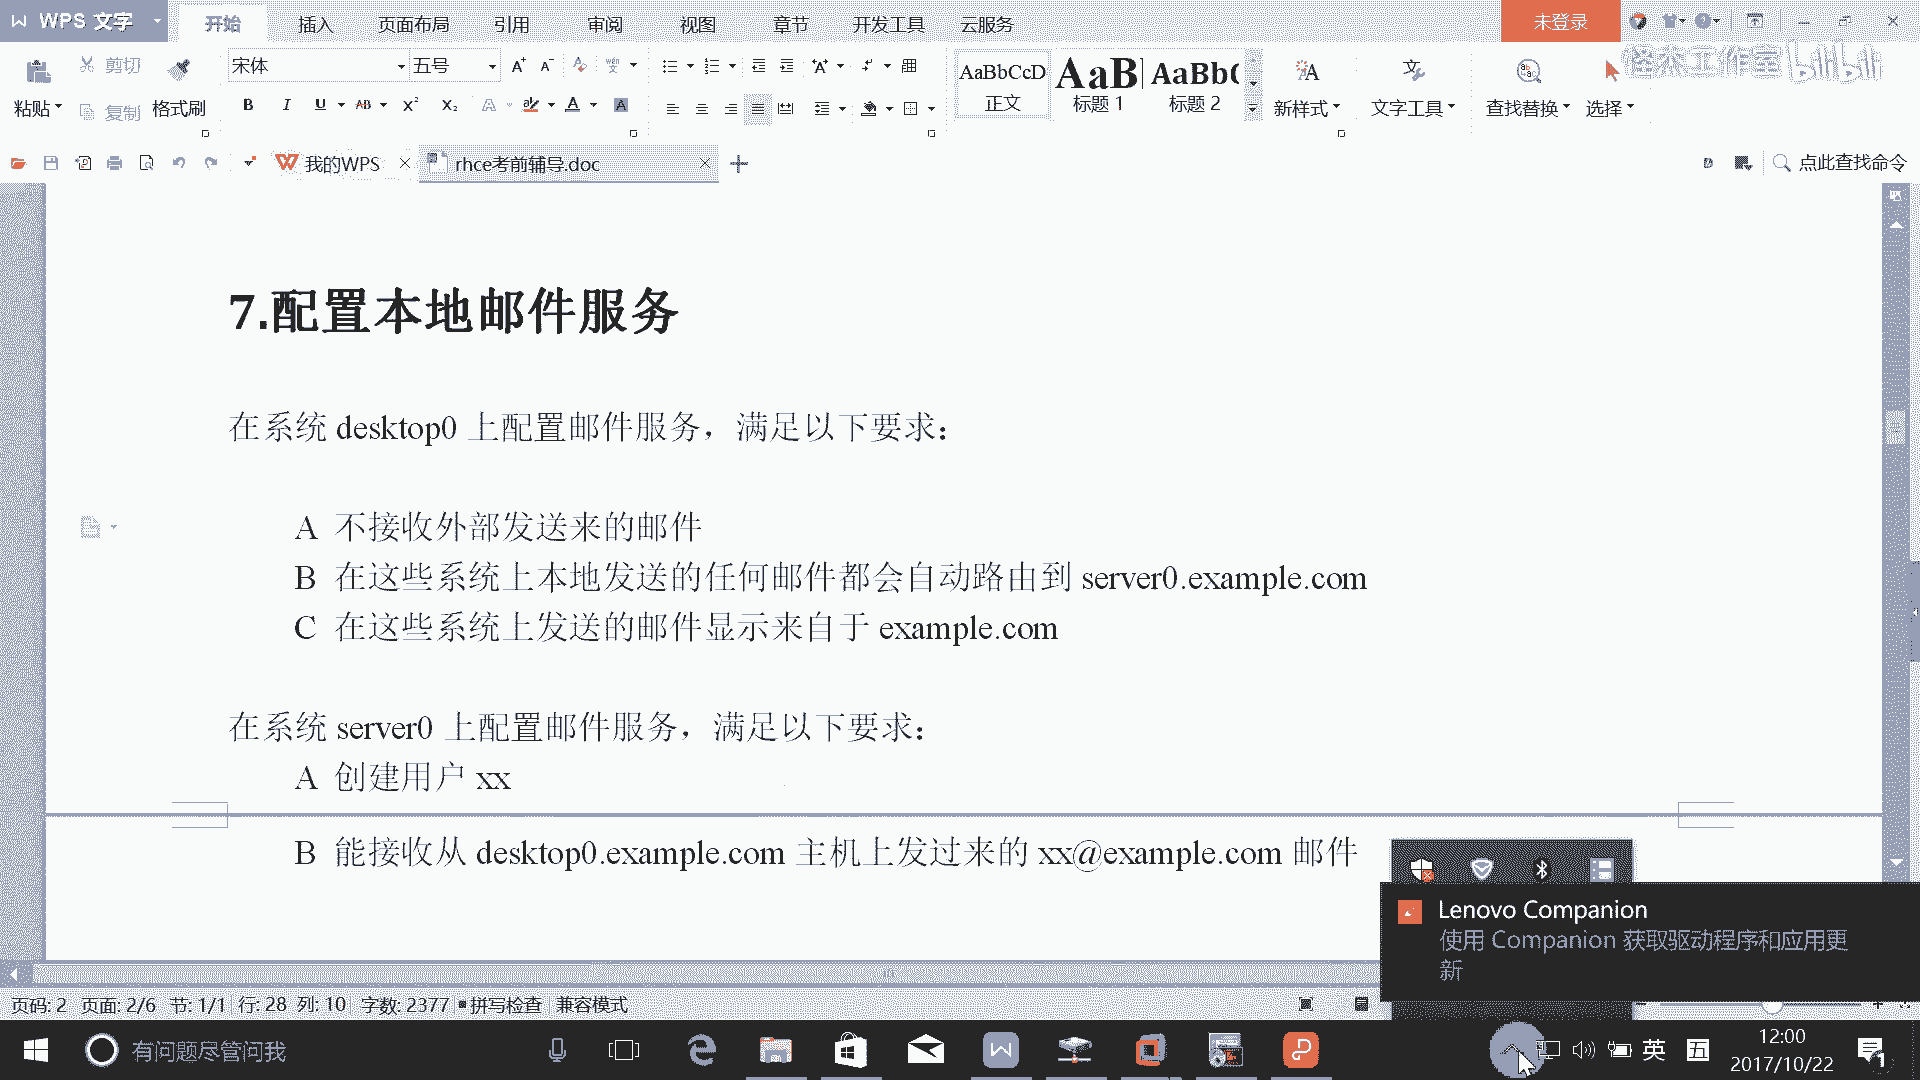 WPS 文字
开始 插入 页面布局 引用 审阅 视图 章节 开发工具 云服务 未登录
剪切 宋体 五号
AaBbCcD AaB AaBb(
粘贴 复制 格式刷 B I U AB X² X₂ A 正文 标题 1 标题 2 新样式 文字工具 查找替换 选择
我的WPS rhce考前辅导.doc 点此查找命令
7.配置本地邮件服务
在系统 desktop0 上配置邮件服务，满足以下要求：
A 不接收外部发送来的邮件
B 在这些系统上本地发送的任何邮件都会自动路由到 server0.example.com
C 在这些系统上发送的邮件显示来自于 example.com
在系统 server0 上配置邮件服务，满足以下要求：
A 创建用户 xx
B 能接收从 desktop0.example.com 主机上发过来的 xx@example.com 邮件
Lenovo Companion
使用 Companion 获取驱动程序和应用更
新
页码: 2 页面: 2/6 节: 1/1 行: 28 列: 10 字数: 2377 拼写检查 兼容模式
有问题尽管问我
英 五
12:00
2017/10/22
1